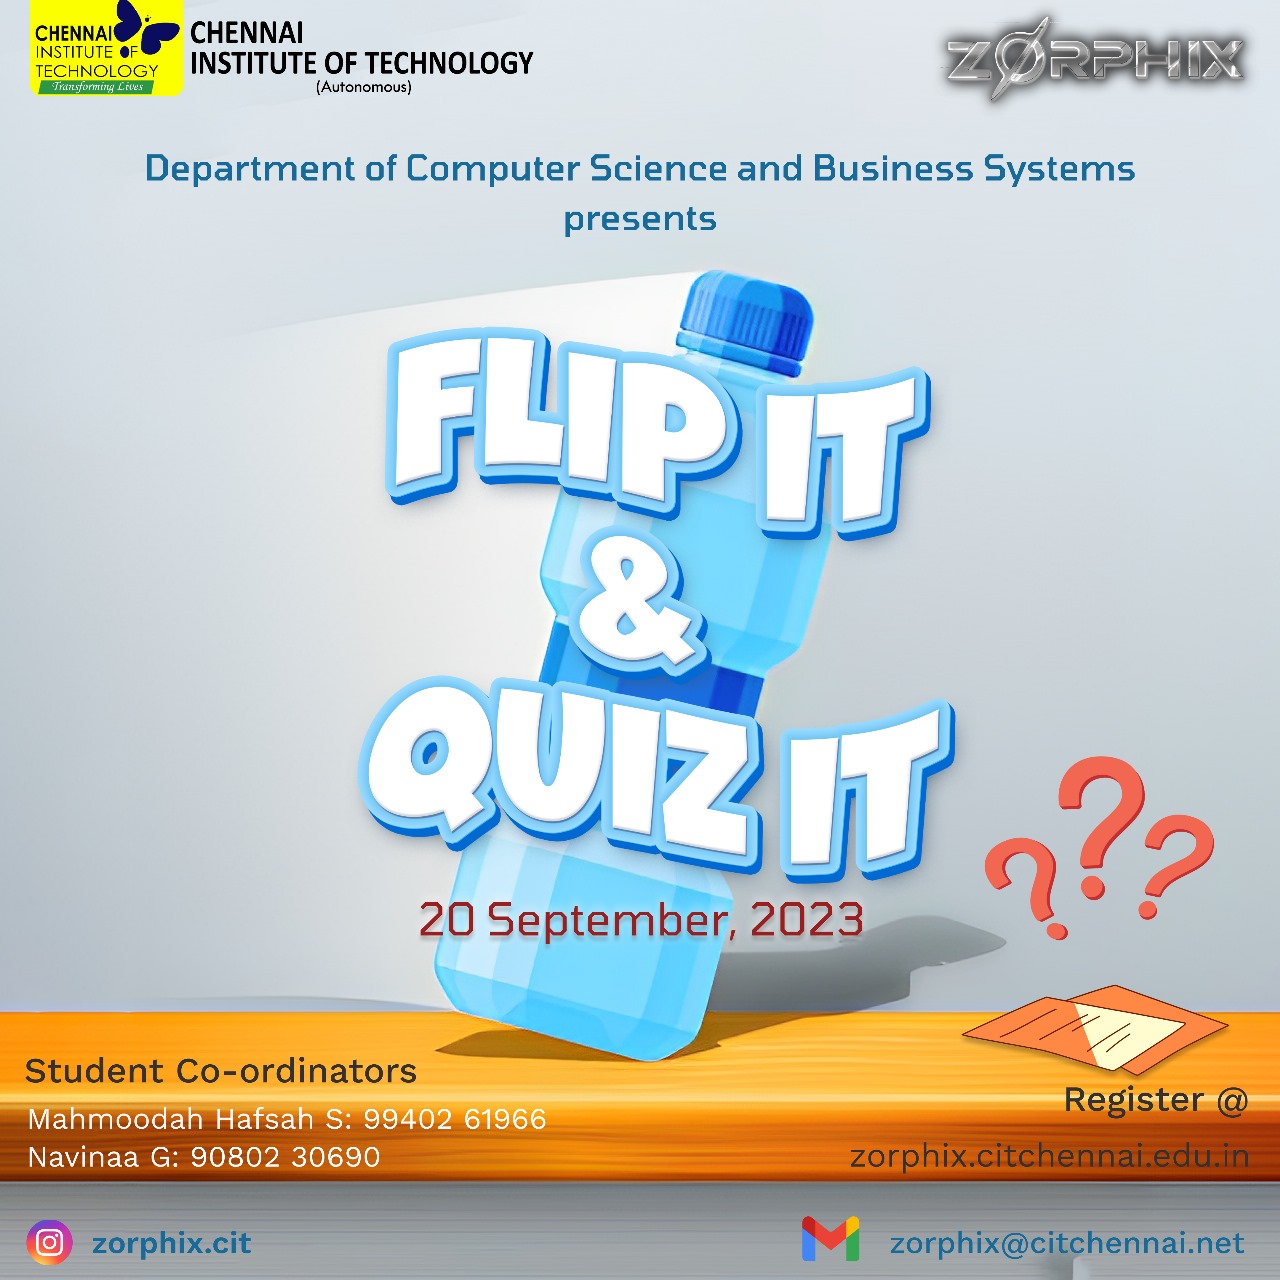 CHENNAI
INSTITUTE OF
TECHNOLOGY
Transforming Lives
CHENNAI
INSTITUTE OF TECHNOLOGY
(Autonomous)
ZORPHIX
Department of Computer Science and Business Systems
presents
FLIP IT
&
QUIZ IT
20 September, 2023
???
Student Co-ordinators
Mahmoodah Hafsah S: 99402 61966
Navinaa G: 90802 30690
Register @
zorphix.citchennai.edu.in
zorphix.cit
zorphix@citchennai.net